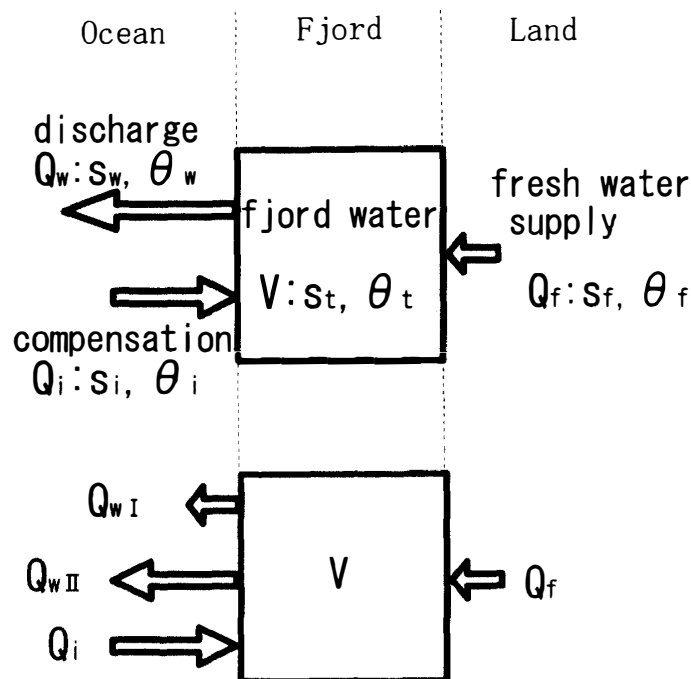 Ocean Fjord Land
discharge
Qw:sw, θw
fjord water
fresh water
supply
V:st, θt
Qf:sf, θf
compensation
Qi:si, θi
QwⅠ
QwⅡ
V
Qf
Qi